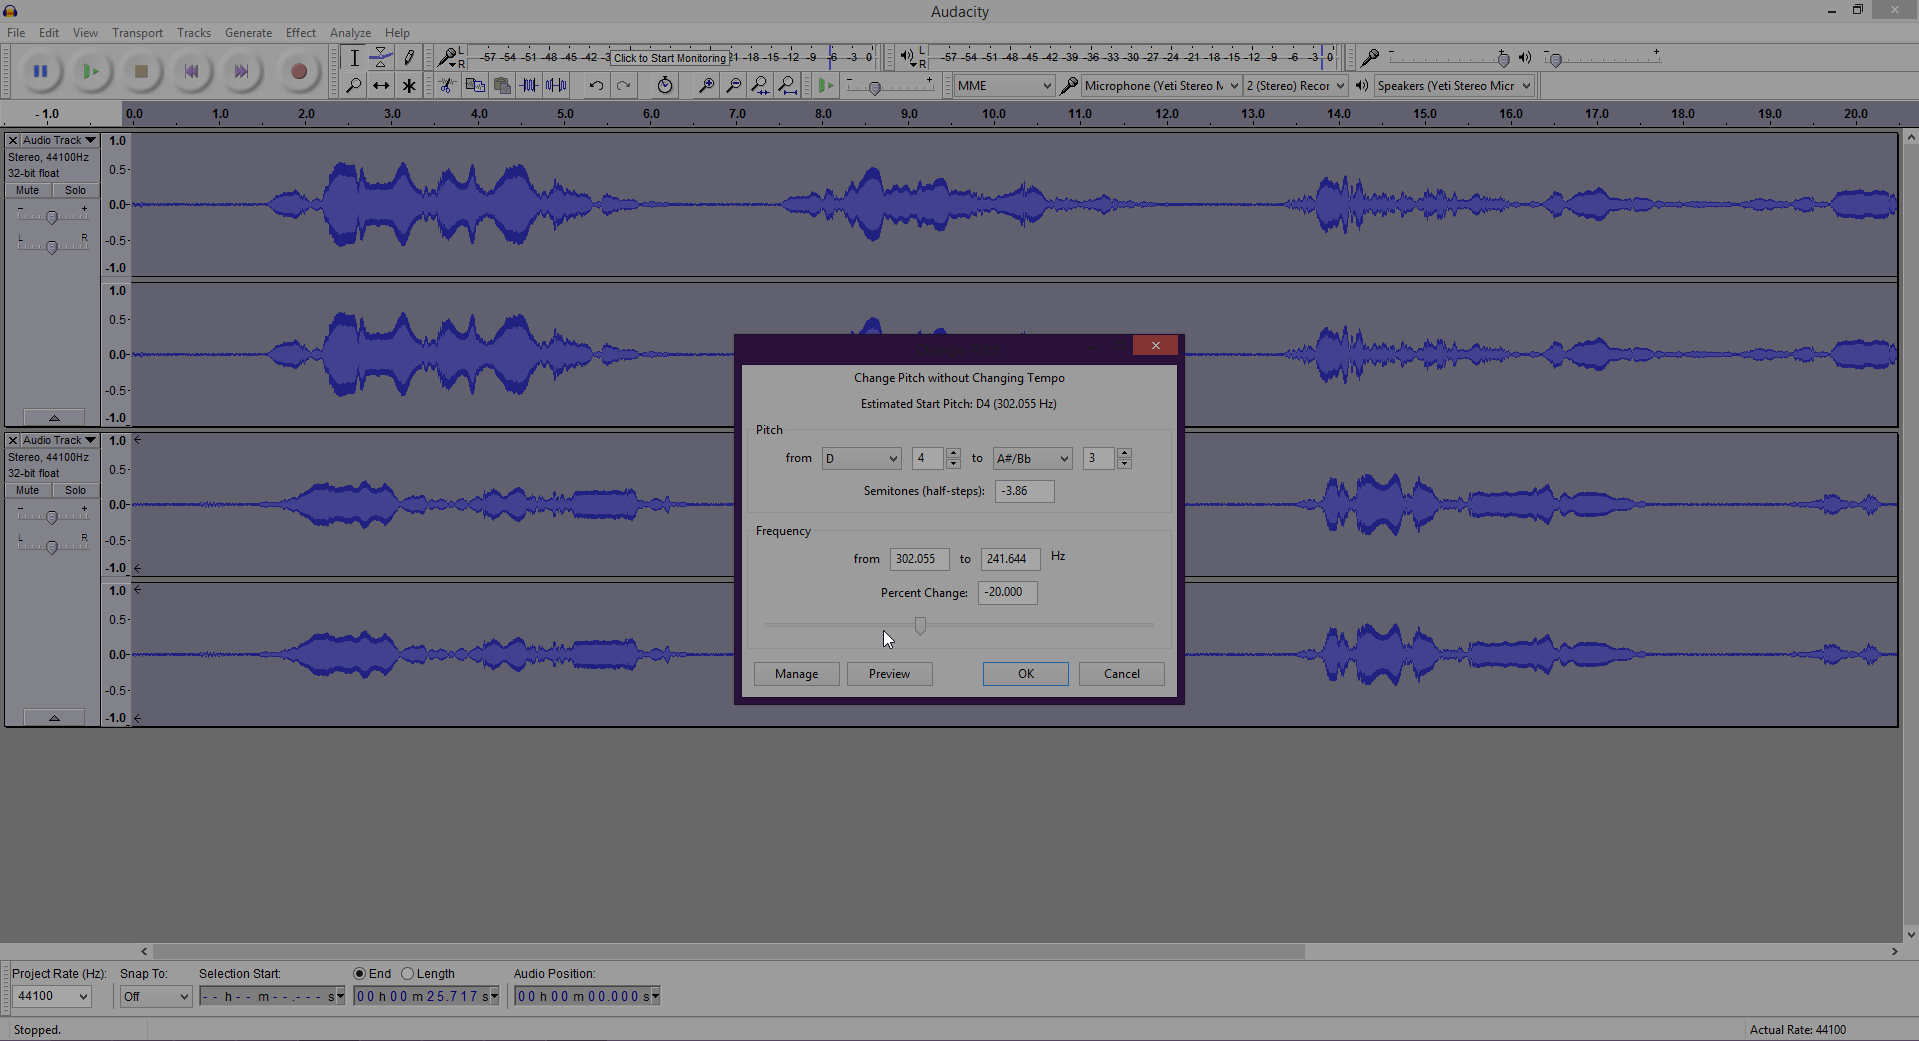 Audacity
File Edit View Transport Tracks Generate Effect Analyze Help
L
R
-57 -54 -51 -48 -45 -42 -3 Click to Start Monitoring 21 -18 -15 -12 -9 -6 -3 0
L
R
-57 -54 -51 -48 -45 -42 -39 -36 -33 -30 -27 -24 -21 -18 -15 -12 -9 -6 -3 0
MME
Microphone (Yeti Stereo M
2 (Stereo) Recor
Speakers (Yeti Stereo Micr
-1.0 0.0 1.0 2.0 3.0 4.0 5.0 6.0 7.0 8.0 9.0 10.0 11.0 12.0 13.0 14.0 15.0 16.0 17.0 18.0 19.0 20.0
Audio Track
Stereo, 44100Hz
32-bit float
Mute Solo
- +
L R
1.0
0.5-
0.0-
-0.5-
-1.0
1.0
0.5-
0.0-
-0.5-
-1.0
Audio Track
Stereo, 44100Hz
32-bit float
Mute Solo
- +
L R
1.0
0.5-
0.0-
-0.5-
-1.0
1.0
0.5-
0.0-
-0.5-
-1.0
Change Pitch without Changing Tempo
Estimated Start Pitch: D4 (302.055 Hz)
Pitch
from D 4 to A#/Bb 3
Semitones (half-steps): -3.86
Frequency
from 302.055 to 241.644 Hz
Percent Change: -20.000
Manage Preview OK Cancel
Project Rate (Hz): Snap To: Selection Start: End Length Audio Position:
44100 Off - - h - - m - - . - - - s 00 h 00 m 25.717 s 00 h 00 m 00.000 s
Stopped.
Actual Rate: 44100